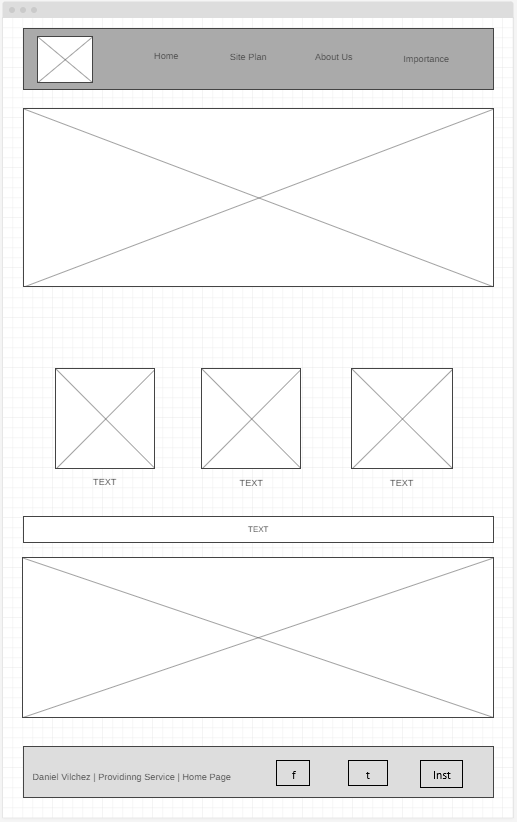 Home
Site Plan
About Us
Importance
TEXT
TEXT
TEXT
TEXT
Daniel Vilchez | Providinng Service | Home Page
f
t
Inst